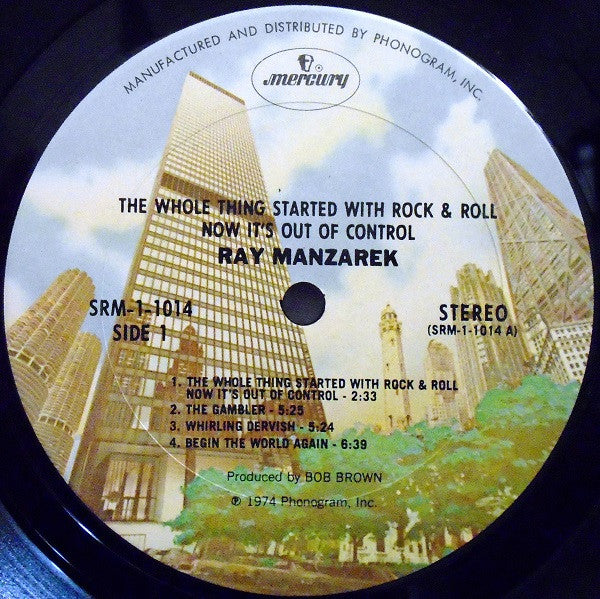 MANUFACTURED AND DISTRIBUTED BY PHONOGRAM, INC.
mercury
THE WHOLE THING STARTED WITH ROCK & ROLL
NOW IT'S OUT OF CONTROL
RAY MANZAREK
SRM-1-1014
SIDE 1
STEREO
(SRM-1-1014 A)
1. THE WHOLE THING STARTED WITH ROCK & ROLL
NOW IT'S OUT OF CONTROL - 2:33
2. THE GAMBLER - 5:25
3. WHIRLING DERVISH - 5:24
4. BEGIN THE WORLD AGAIN - 6:39
Produced by BOB BROWN
℗ 1974 Phonogram, Inc.